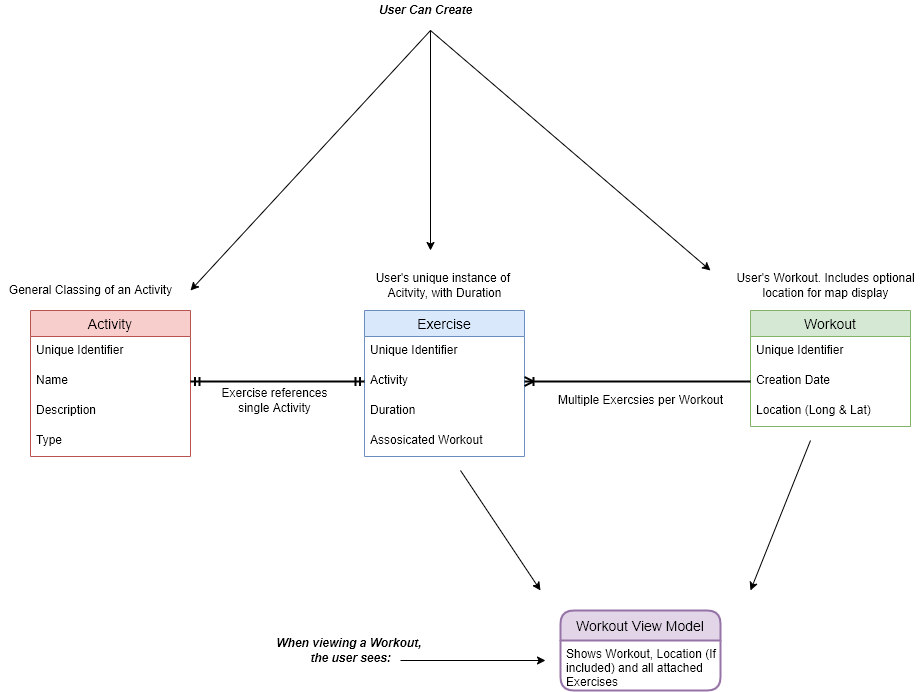 User Can Create
General Classing of an Activity
User's unique instance of
Acitvity, with Duration
User's Workout. Includes optional
location for map display
Activity
Unique Identifier
Name
Description
Type
Exercise references
single Activity
Exercise
Unique Identifier
Activity
Duration
Assosicated Workout
Multiple Exercsies per Workout
Workout
Unique Identifier
Creation Date
Location (Long & Lat)
When viewing a Workout,
the user sees:
Workout View Model
Shows Workout, Location (If
included) and all attached
Exercises